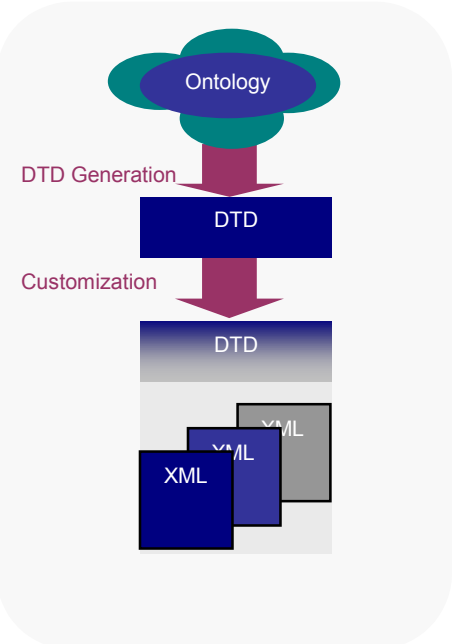 Ontology
DTD Generation
DTD
Customization
DTD
XML
XML
XML